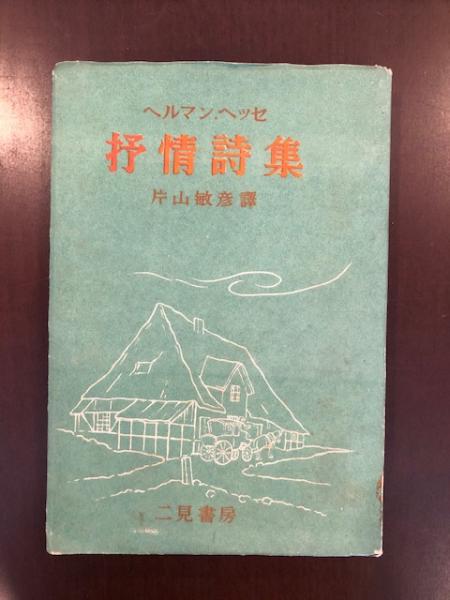 ヘルマン.ヘッセ
抒情詩集
片山敏彦譯
二見書房